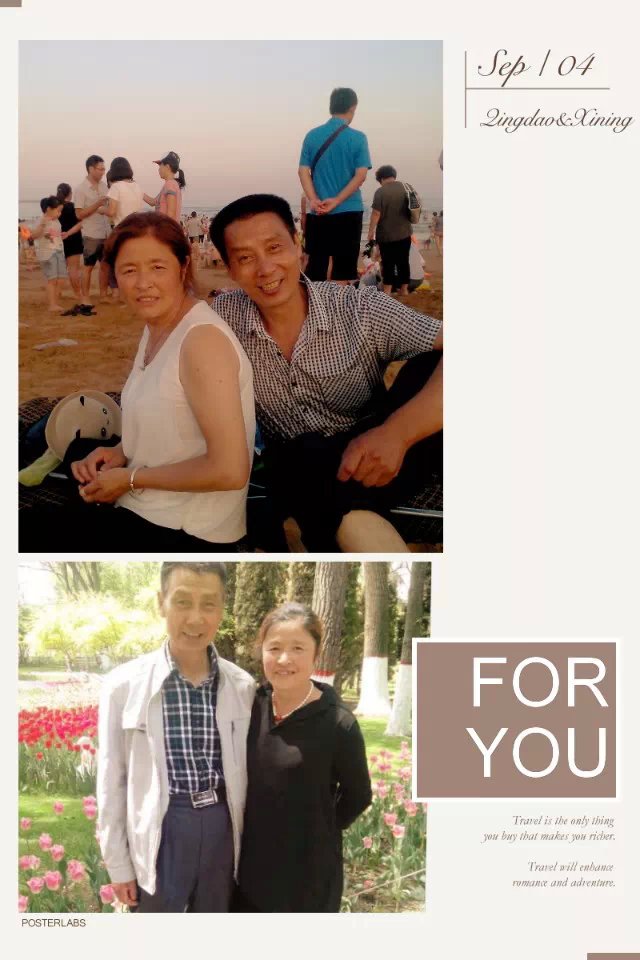 Sep / 04
Qingdao&Xining
FOR
YOU
Travel is the only thing
you buy that makes you richer.
Travel will enhance
romance and adventure.
POSTERLABS